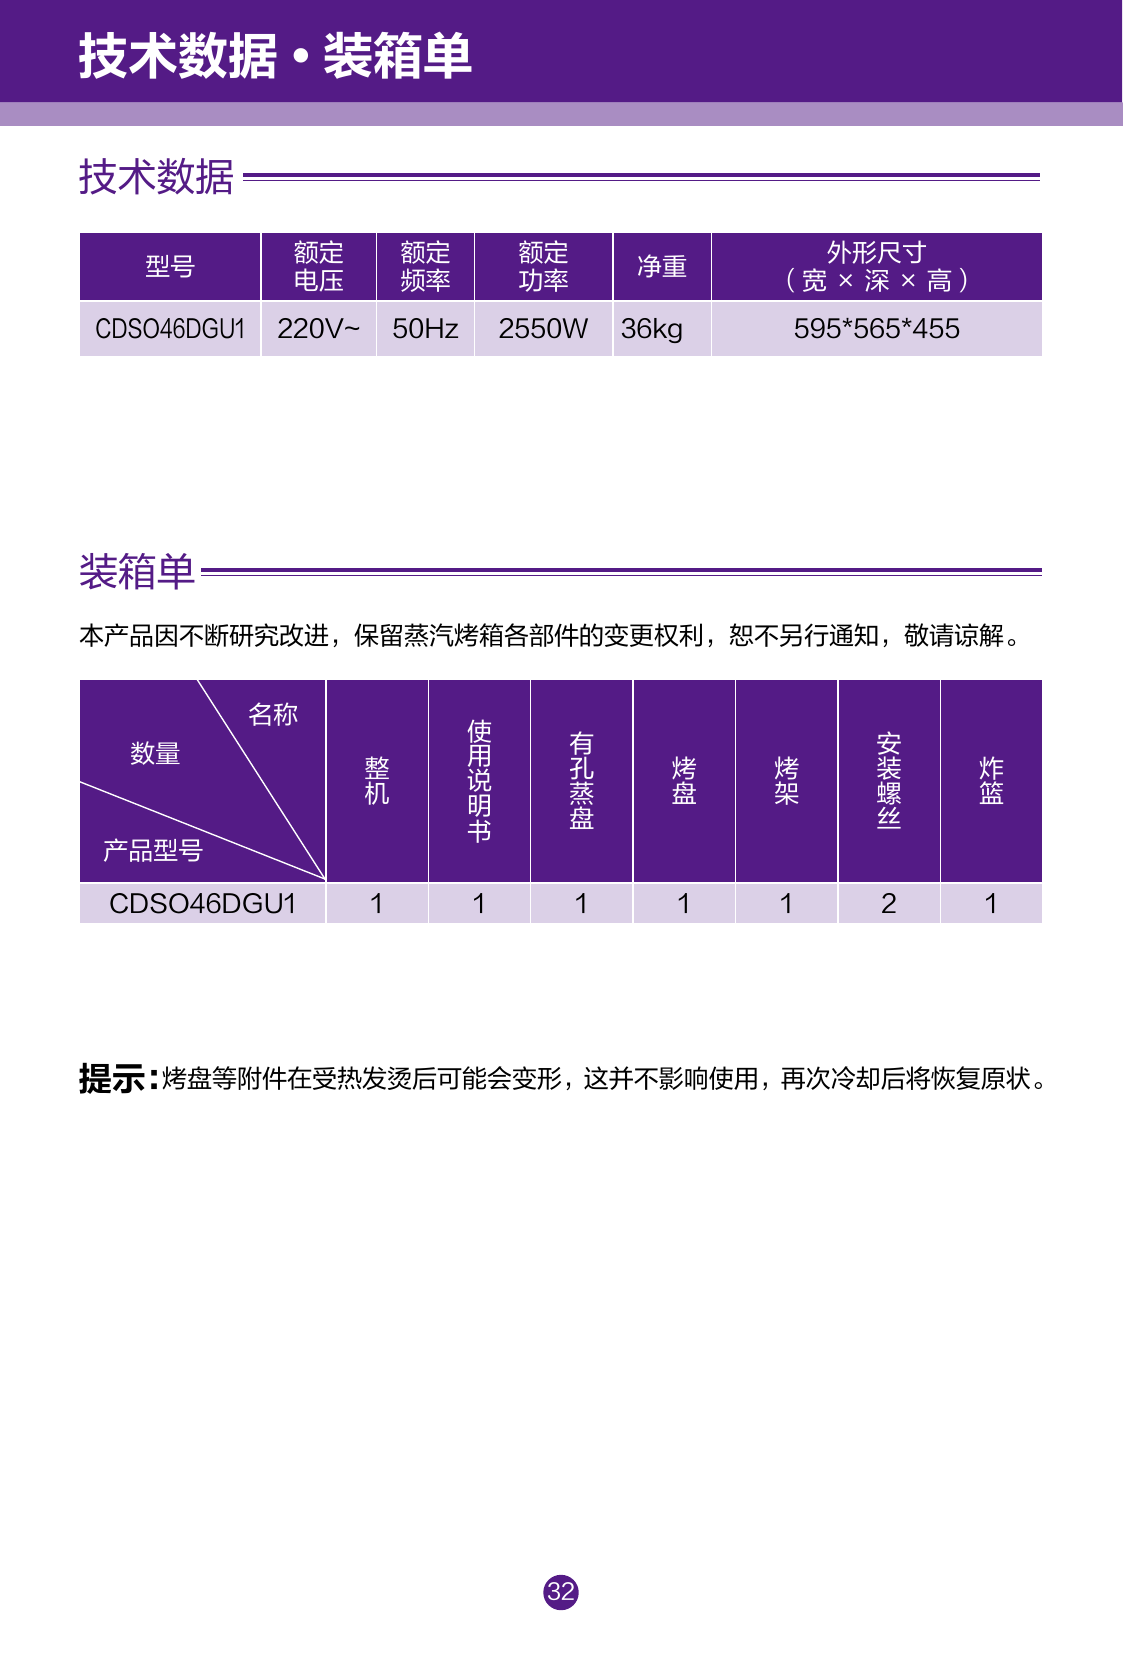 技术数据·装箱单
技术数据
型号 额定电压 额定频率 额定功率 净重 外形尺寸（宽 × 深 × 高）
CDSO46DGU1 220V~ 50Hz 2550W 36kg 595*565*455
装箱单
本产品因不断研究改进，保留蒸汽烤箱各部件的变更权利，恕不另行通知，敬请谅解。
名称 数量 产品型号 整机 使用说明书 有孔蒸盘 烤盘 烤架 安装螺丝 炸篮
CDSO46DGU1 1 1 1 1 1 2 1
提示：烤盘等附件在受热发烫后可能会变形，这并不影响使用，再次冷却后将恢复原状。
32